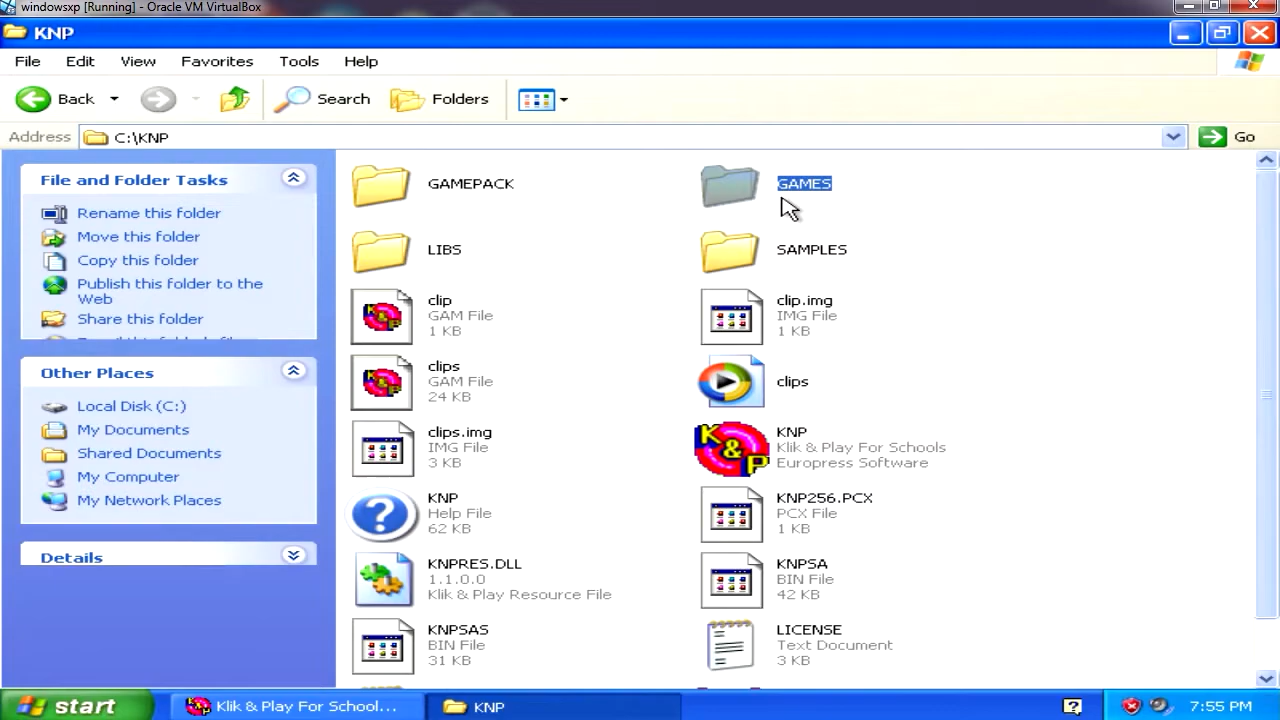 windowsxp [Running] - Oracle VM VirtualBox
KNP
File Edit View Favorites Tools Help
Back Search Folders
Address C:\KNP Go
File and Folder Tasks
Rename this folder
Move this folder
Copy this folder
Publish this folder to the
Web
Share this folder
Other Places
Local Disk (C:)
My Documents
Shared Documents
My Computer
My Network Places
Details
GAMEPACK
GAMES
LIBS
SAMPLES
clip
GAM File
1 KB
clip.img
IMG File
1 KB
clips
GAM File
24 KB
clips
clips.img
IMG File
3 KB
K&P
KNP
Klik & Play For Schools
Europress Software
KNP
Help File
62 KB
KNP256.PCX
PCX File
1 KB
KNPRES.DLL
1.1.0.0
Klik & Play Resource File
KNPSA
BIN File
42 KB
KNPSAS
BIN File
31 KB
LICENSE
Text Document
3 KB
start Klik & Play For School... KNP 7:55 PM